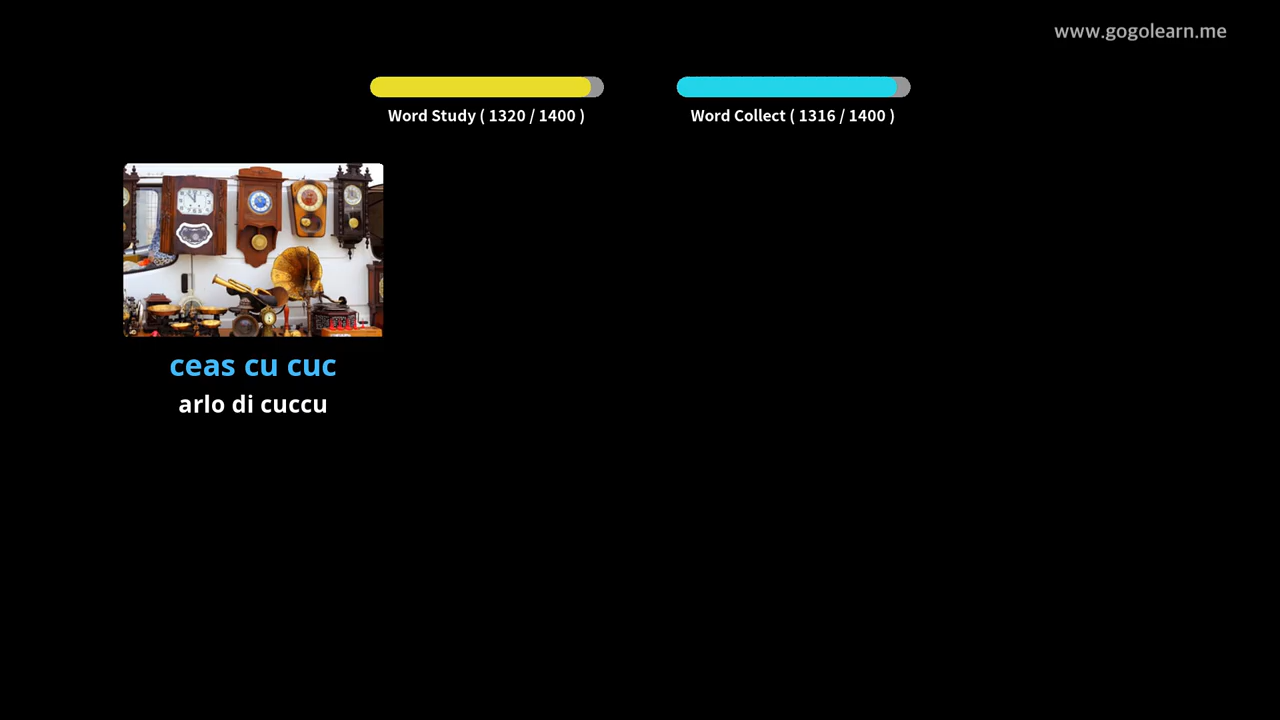 www.gogolearn.me
Word Study ( 1320 / 1400 )
Word Collect ( 1316 / 1400 )
ceas cu cuc
arlo di cuccu